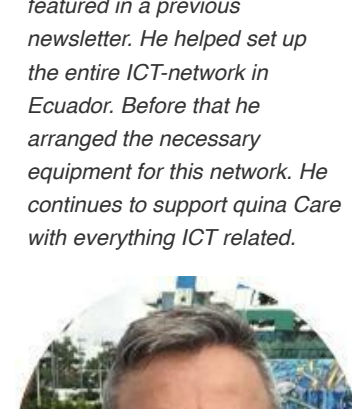 featured in a previous
newsletter. He helped set up
the entire ICT-network in
Ecuador. Before that he
arranged the necessary
equipment for this network. He
continues to support quina Care
with everything ICT related.